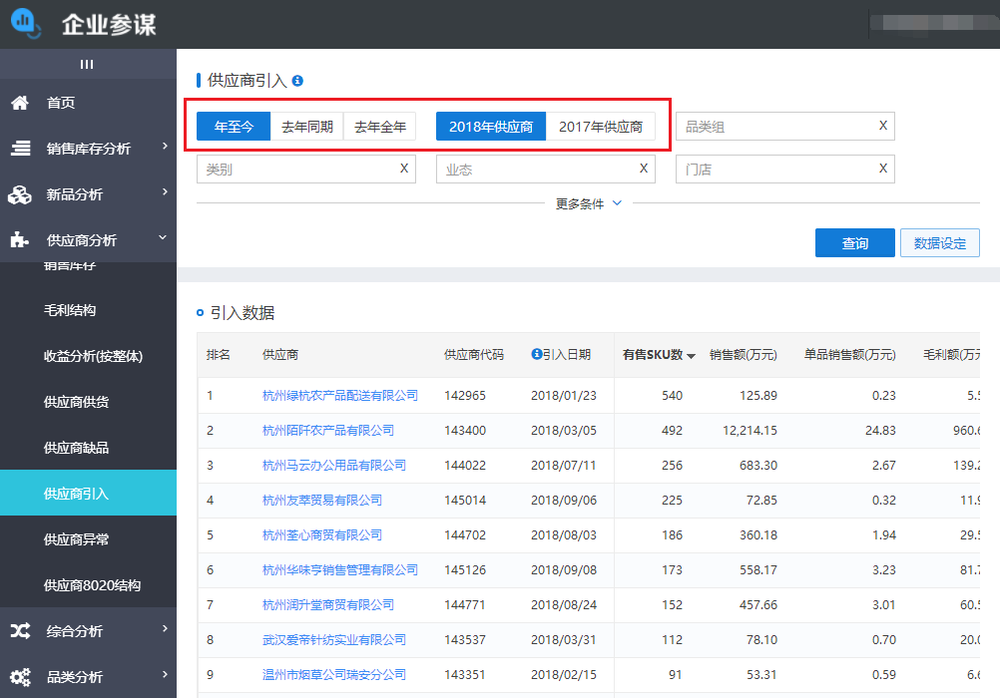 企业参谋
首页
销售库存分析
新品分析
供应商分析
销售库存
毛利结构
收益分析(按整体)
供应商供货
供应商缺品
供应商引入
供应商异常
供应商8020结构
综合分析
品类分析
供应商引入
年至今 去年同期 去年全年 2018年供应商 2017年供应商 品类组 X
类别 X 业态 X 门店 X
更多条件
查询 数据设定
引入数据
排名 供应商 供应商代码 引入日期 有售SKU数 销售额(万元) 单品销售额(万元) 毛利额(万元
1 杭州绿杭农产品配送有限公司 142965 2018/01/23 540 125.89 0.23 5.5
2 杭州陌阡农产品有限公司 143400 2018/03/05 492 12,214.15 24.83 960.6
3 杭州马云办公用品有限公司 144022 2018/07/11 256 683.30 2.67 139.2
4 杭州友萃贸易有限公司 145014 2018/09/06 225 72.85 0.32 11.9
5 杭州荃心商贸有限公司 144702 2018/08/03 186 360.18 1.94 29.5
6 杭州华味亨销售管理有限公司 145126 2018/09/08 173 558.17 3.23 81.7
7 杭州润升堂商贸有限公司 144771 2018/08/24 152 457.66 3.01 60.5
8 武汉爱帝针纺实业有限公司 143537 2018/03/31 112 78.10 0.70 20.0
9 温州市烟草公司瑞安分公司 143351 2018/02/15 91 53.31 0.59 6.6